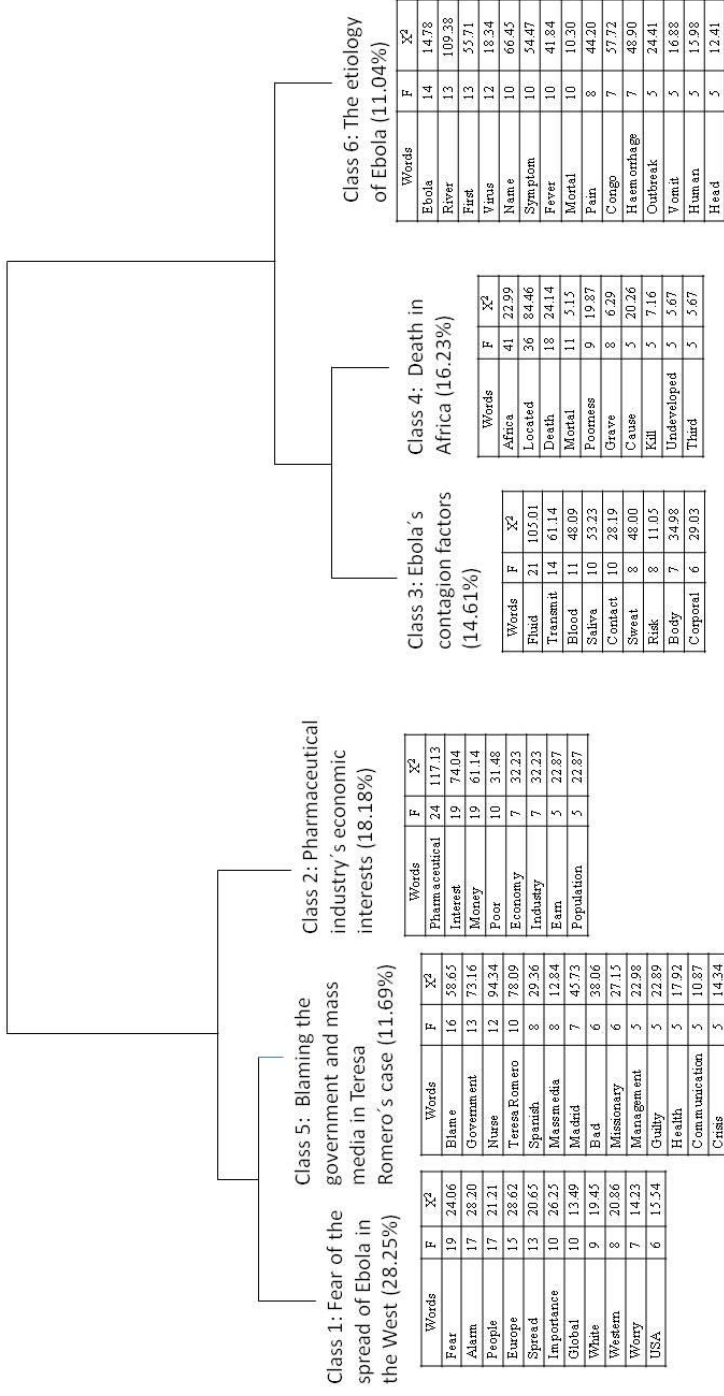 Class 1: Fear of the
spread of Ebola in
the West (28.25%)
Words F X²
Fear 19 24.06
Alarm 17 28.20
People 17 21.21
Europe 15 28.62
Spread 13 20.65
Importance 10 26.25
Global 10 13.49
White 9 19.45
Western 8 20.86
Worry 7 14.23
USA 6 15.54
Class 5: Blaming the
government and mass
media in Teresa
Romero´s case (11.69%)
Words F X²
Blame 16 58.65
Government 13 73.16
Nurse 12 94.34
Teresa Romero 10 78.09
Spanish 8 29.36
Massmedia 8 12.84
Madrid 7 45.73
Bad 6 38.06
Missionary 6 27.15
Management 5 22.98
Guilty 5 22.89
Health 5 17.92
Communication 5 10.87
Crisis 5 14.34
Class 2: Pharmaceutical
industry´s economic
interests (18.18%)
Words F X²
Pharmaceutical 24 117.13
Interest 19 74.04
Money 19 61.14
Poor 10 31.48
Economy 7 32.23
Industry 7 32.23
Earn 5 22.87
Population 5 22.87
Class 3: Ebola´s
contagion factors
(14.61%)
Words F X²
Fluid 21 105.01
Transmit 14 61.14
Blood 11 48.09
Saliva 10 53.23
Contact 10 28.19
Sweat 8 48.00
Risk 8 11.05
Body 7 34.98
Corporal 6 29.03
Class 4: Death in
Africa (16.23%)
Words F X²
Africa 41 22.99
Located 36 84.46
Death 18 24.14
Mortal 11 5.15
Poorness 9 19.87
Grave 8 6.29
Cause 5 20.26
Kill 5 7.16
Undeveloped 5 5.67
Third 5 5.67
Class 6: The etiology
of Ebola (11.04%)
Words F X²
Ebola 14 14.78
River 13 109.38
First 13 55.71
Virus 12 18.34
Name 10 66.45
Symptom 10 54.47
Fever 10 41.84
Mortal 10 10.30
Pain 8 44.20
Congo 7 57.72
Haemorrhage 7 48.90
Outbreak 5 24.41
Vomit 5 16.88
Human 5 15.98
Head 5 12.41